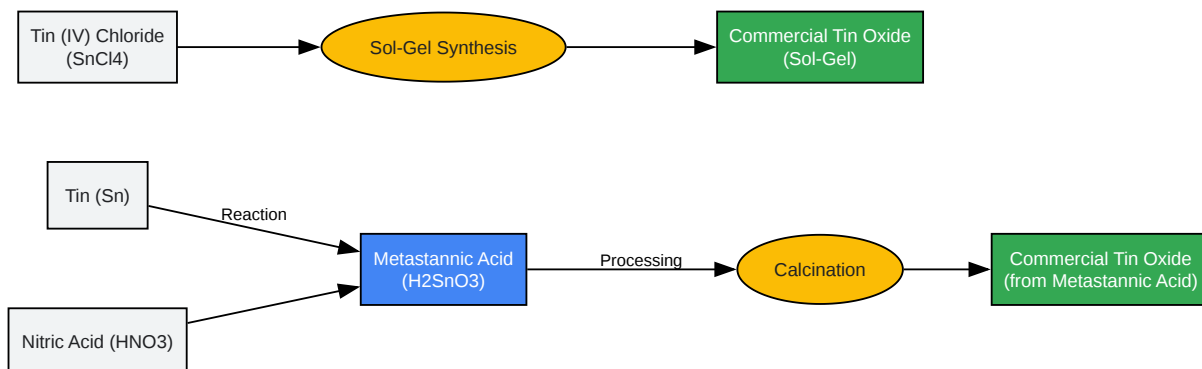 Tin (IV) Chloride
(SnCl4)
Sol-Gel Synthesis
Commercial Tin Oxide
(Sol-Gel)
Tin (Sn)
Reaction
Metastannic Acid
(H2SnO3)
Processing
Calcination
Commercial Tin Oxide
(from Metastannic Acid)
Nitric Acid (HNO3)